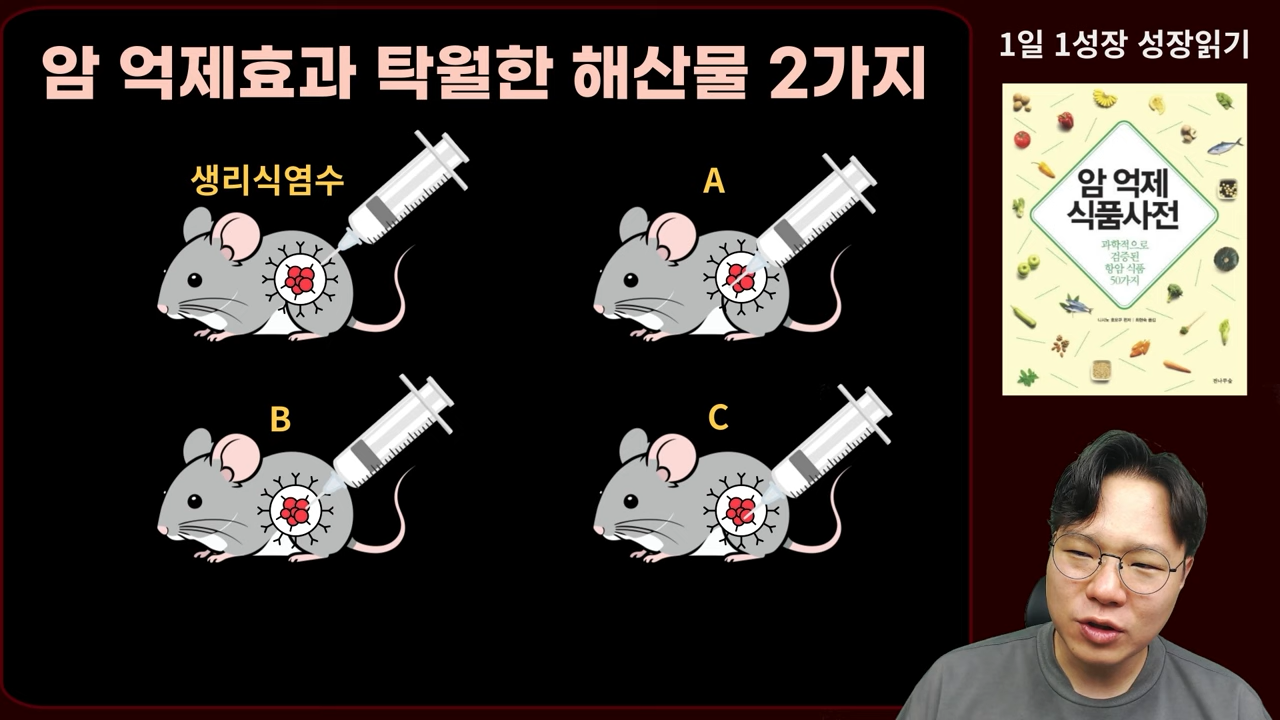 암 억제효과 탁월한 해산물 2가지
생리식염수
A
B
C
1일 1성장 성장읽기
암 억제
식품사전
과학적으로
검증된
항암 식품
50가지